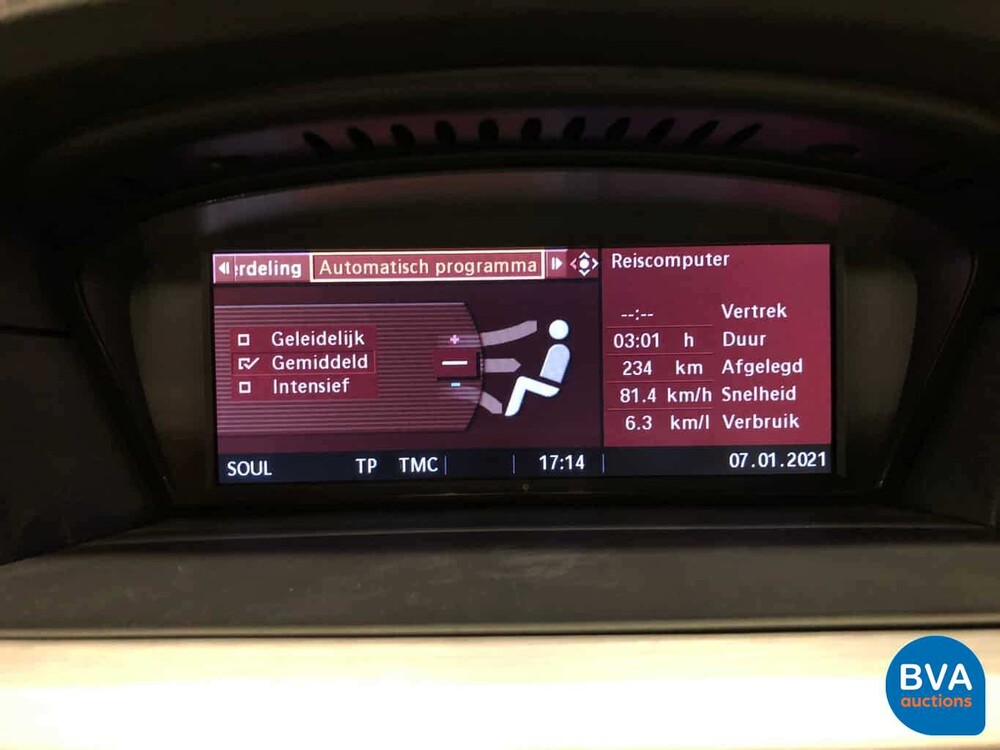 rdeling Automatisch programma
Geleidelijk
Gemiddeld
Intensief
Reiscomputer
--:-- Vertrek
03:01 h Duur
234 km Afgelegd
81.4 km/h Snelheid
6.3 km/l Verbruik
SOUL TP TMC 17:14 07.01.2021
BVA
auctions